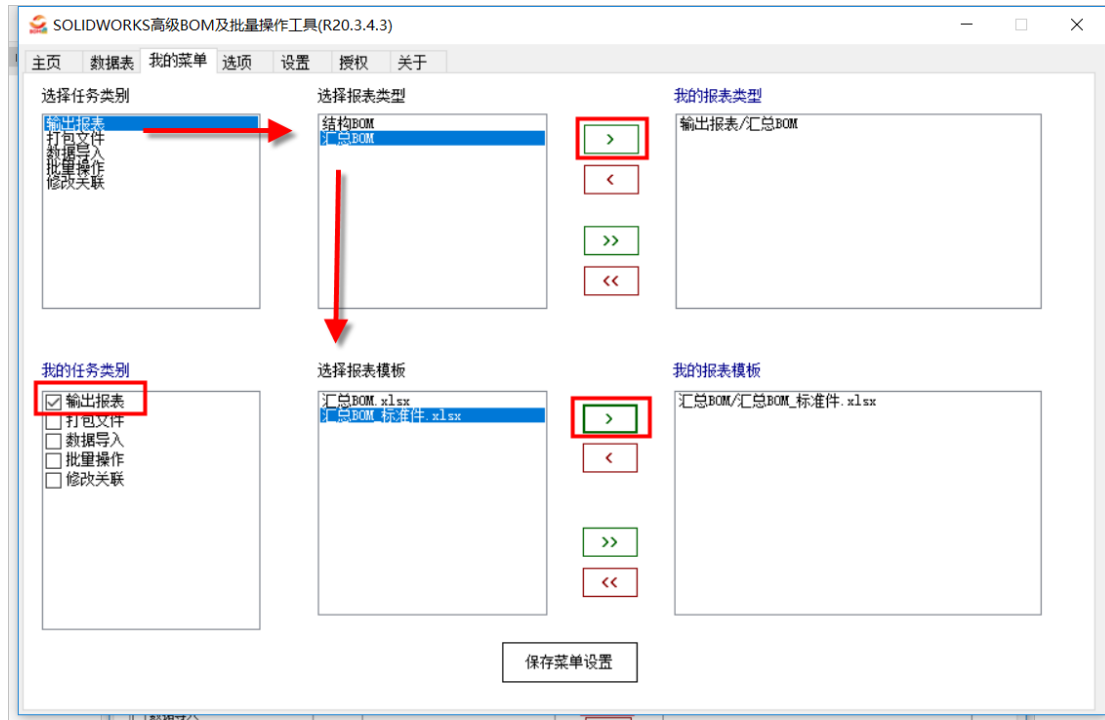 SOLIDWORKS高级BOM及批量操作工具(R20.3.4.3)
主页 数据表 我的菜单 选项 设置 授权 关于
选择任务类别 选择报表类型 我的报表类型
输出报表 结构BOM 输出报表/汇总BOM
打包文件 汇总BOM >
数据导入
批里操作
修改关联 <
>>
<<
我的任务类别 选择报表模板 我的报表模板
输出报表 汇总BOM.xlsx 汇总BOM/汇总BOM_标准件.xlsx
打包文件 汇总BOM_标准件.xlsx >
数据导入
批里操作 <
修改关联
>>
<<
保存菜单设置